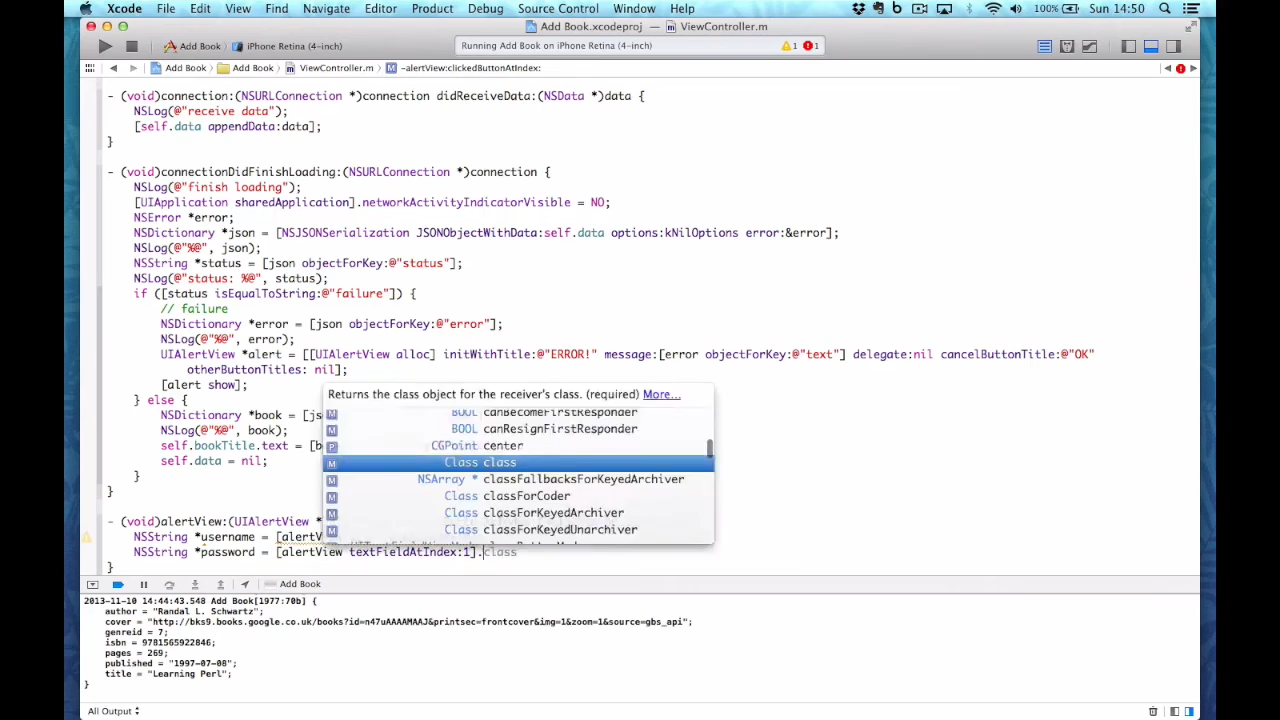 Xcode File Edit View Find Navigate Editor Product Debug Source Control Window Help 100% Sun 14:50
Add Book.xcodeproj — ViewController.m
Add Book iPhone Retina (4-inch) Running Add Book on iPhone Retina (4-inch) 1 1
Add Book Add Book ViewController.m -alertView:clickedButtonAtIndex:
- (void)connection:(NSURLConnection *)connection didReceiveData:(NSData *)data {
NSLog(@"receive data");
[self.data appendData:data];
}
- (void)connectionDidFinishLoading:(NSURLConnection *)connection {
NSLog(@"finish loading");
[UIApplication sharedApplication].networkActivityIndicatorVisible = NO;
NSError *error;
NSDictionary *json = [NSJSONSerialization JSONObjectWithData:self.data options:kNilOptions error:&error];
NSLog(@"%@", json);
NSString *status = [json objectForKey:@"status"];
NSLog(@"status: %@", status);
if ([status isEqualToString:@"failure"]) {
// failure
NSDictionary *error = [json objectForKey:@"error"];
NSLog(@"%@", error);
UIAlertView *alert = [[UIAlertView alloc] initWithTitle:@"ERROR!" message:[error objectForKey:@"text"] delegate:nil cancelButtonTitle:@"OK"
otherButtonTitles: nil];
[alert show];
} else {
NSDictionary *book = [js
NSLog(@"%@", book);
self.bookTitle.text = [b
self.data = nil;
}
}
- (void)alertView:(UIAlertView *
NSString *username = [alertV
NSString *password = [alertView textFieldAtIndex:1].class
}
Returns the class object for the receiver's class. (required) More...
M BOOL canBecomeFirstResponder
M BOOL canResignFirstResponder
P CGPoint center
M Class class
M NSArray * classFallbacksForKeyedArchiver
M Class classForCoder
M Class classForKeyedArchiver
M Class classForKeyedUnarchiver
Add Book
2013-11-10 14:44:43.548 Add Book[1977:70b] {
author = "Randal L. Schwartz";
cover = "http://bks9.books.google.co.uk/books?id=n47uAAAAMAAJ&printsec=frontcover&img=1&zoom=1&source=gbs_api";
genreid = 7;
isbn = 9781565922846;
pages = 269;
published = "1997-07-08";
title = "Learning Perl";
}
All Output